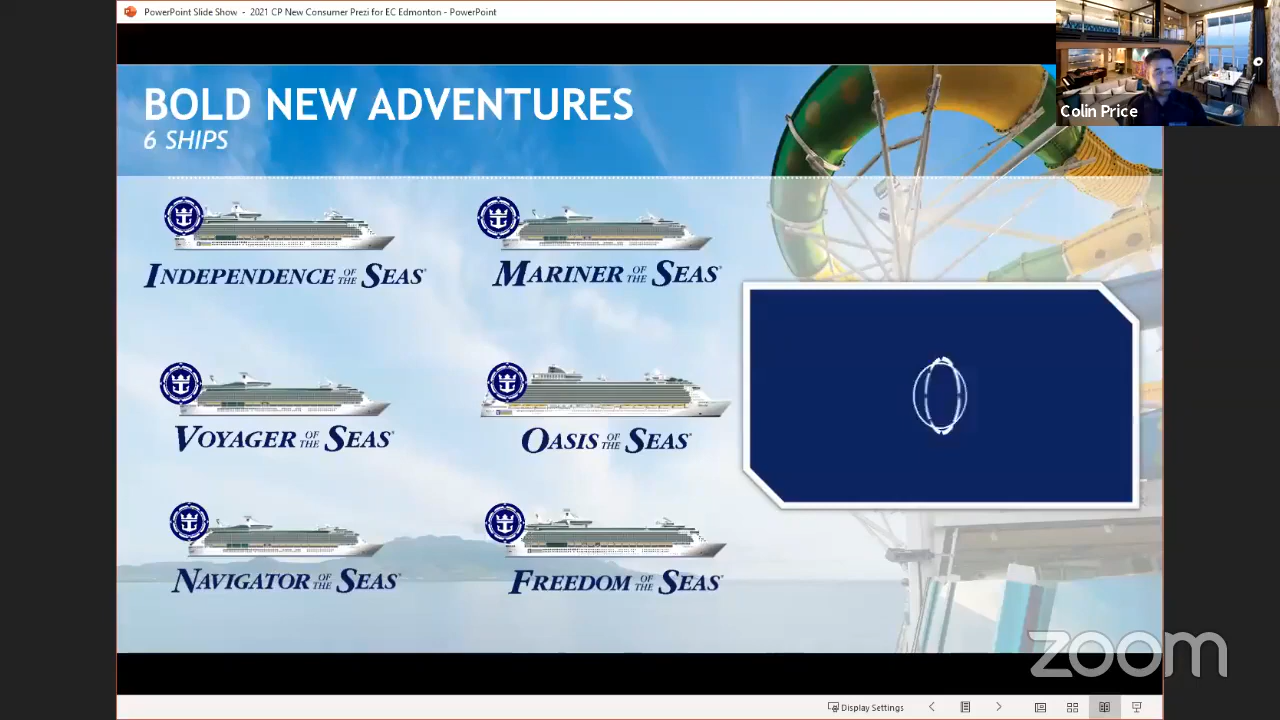 PowerPoint Slide Show - 2021 CP New Consumer Prezi for EC Edmonton - PowerPoint
Colin Price
BOLD NEW ADVENTURES
6 SHIPS
INDEPENDENCE OF THE SEAS®
MARINER OF THE SEAS®
VOYAGER OF THE SEAS®
OASIS OF THE SEAS®
NAVIGATOR OF THE SEAS®
FREEDOM OF THE SEAS®
zoom
Display Settings